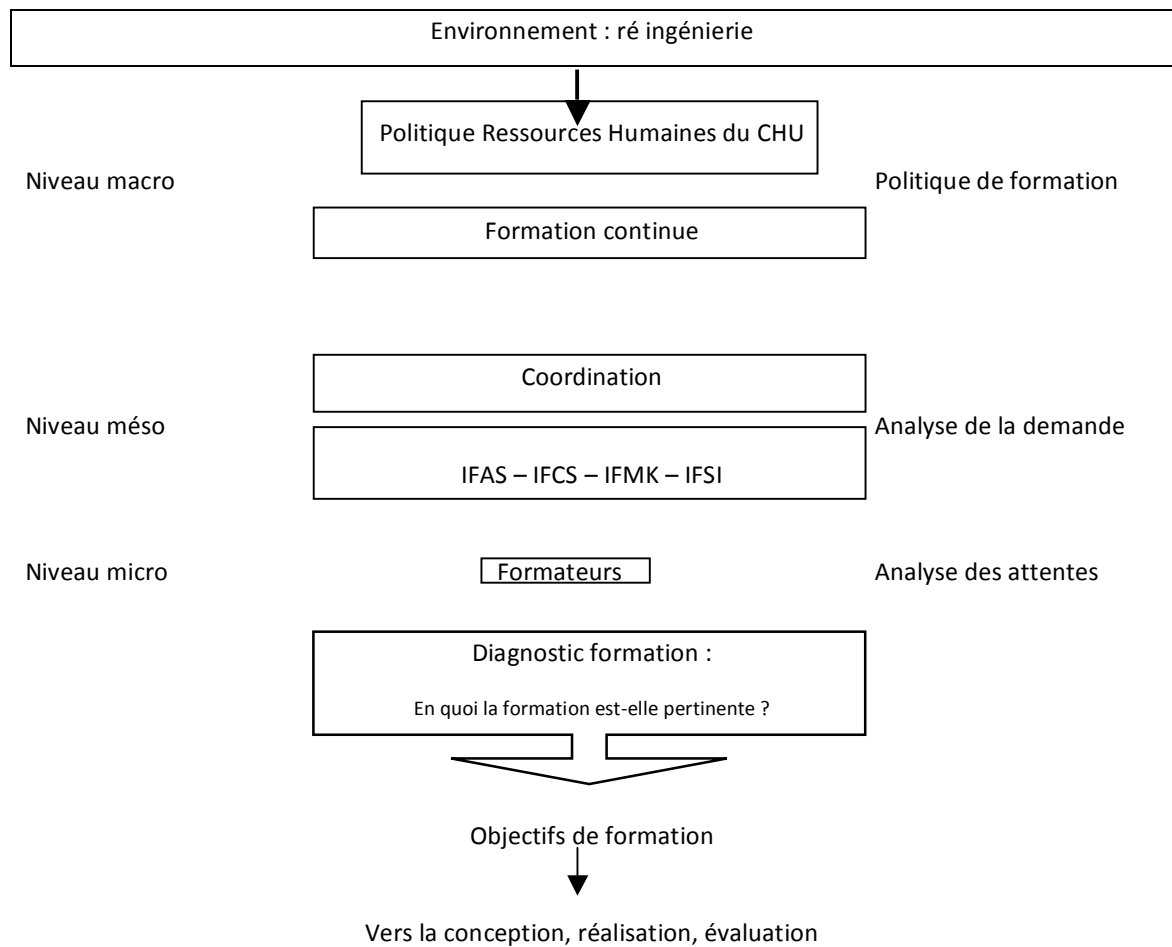 Environnement : ré ingénierie
Politique Ressources Humaines du CHU
Niveau macro
Politique de formation
Formation continue
Coordination
Niveau méso
Analyse de la demande
IFAS – IFCS – IFMK – IFSI
Niveau micro
Formateurs
Analyse des attentes
Diagnostic formation :
En quoi la formation est-elle pertinente ?
Objectifs de formation
Vers la conception, réalisation, évaluation